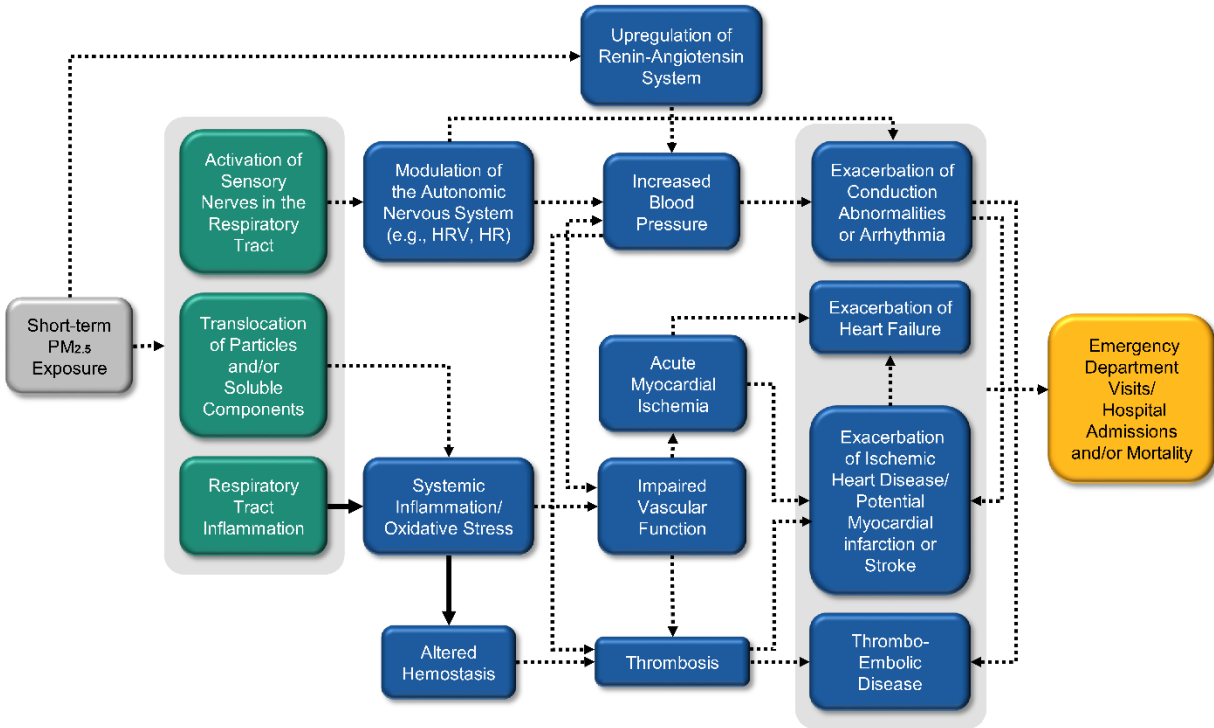 Upregulation of
Renin-Angiotensin
System
Activation of
Sensory
Nerves in the
Respiratory
Tract
Modulation of
the Autonomic
Nervous System
(e.g., HRV, HR)
Increased
Blood
Pressure
Exacerbation of
Conduction
Abnormalities
or Arrhythmia
Short-term
PM2.5
Exposure
Translocation
of Particles
and/or
Soluble
Components
Acute
Myocardial
Ischemia
Exacerbation of
Heart Failure
Emergency
Department
Visits/
Hospital
Admissions
and/or Mortality
Respiratory
Tract
Inflammation
Systemic
Inflammation/
Oxidative Stress
Impaired
Vascular
Function
Exacerbation
of Ischemic
Heart Disease/
Potential
Myocardial
infarction or
Stroke
Altered
Hemostasis
Thrombosis
Thrombo-
Embolic
Disease